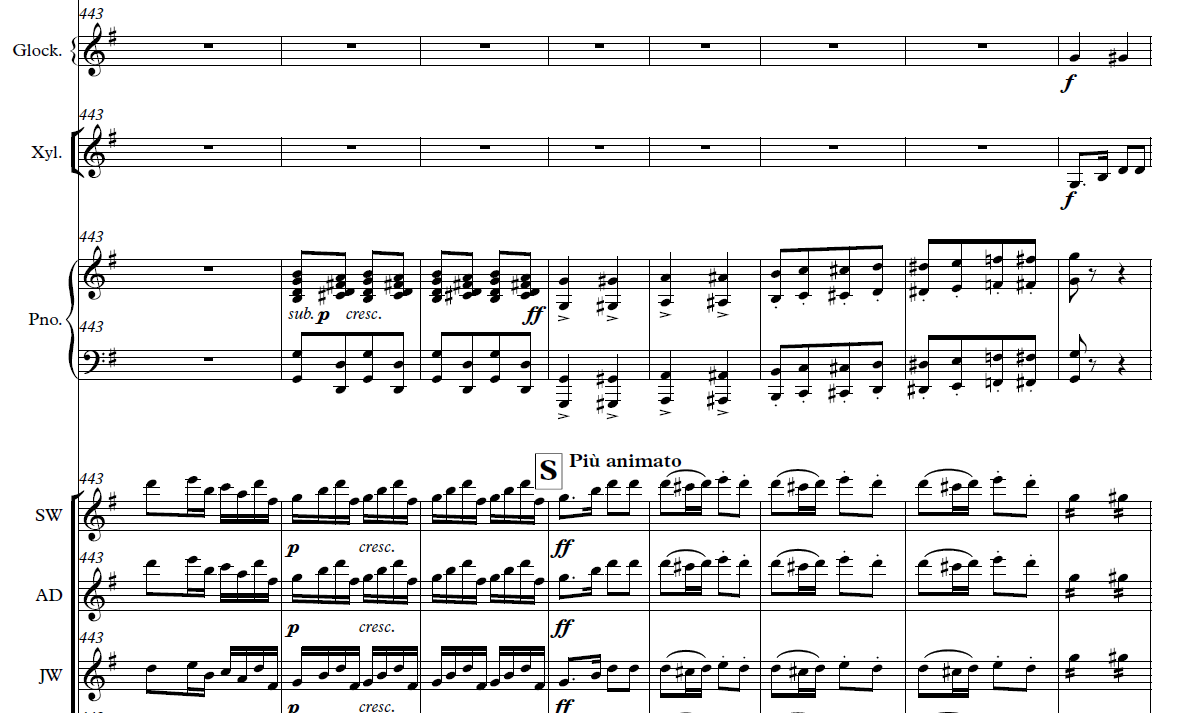 443
Glock.
f
443
Xyl.
f
443
Pno.
sub. p cresc. ff
443
S Più animato
443
SW
p cresc. ff
443
AD
p cresc. ff
443
JW
p cresc. ff